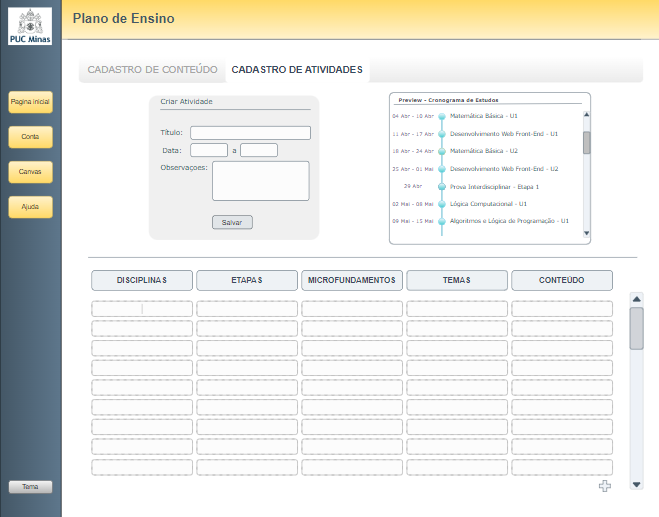 PUC Minas
Plano de Ensino
Pagina inicial
Conta
Canvas
Ajuda
Tema
CADASTRO DE CONTEÚDO
CADASTRO DE ATIVIDADES
Criar Atividade
Título:
Data:
a
Observaçoes:
Salvar
Preview - Cronograma de Estudos
04 Abr - 10 Abr Matemática Básica - U1
11 Abr - 17 Abr Desenvolvimento Web Front-End - U1
18 Abr - 24 Abr Matemática Básica - U2
25 Abr - 01 Mai Desenvolvimento Web Front-End - U2
29 Abr Prova Interdisciplinar - Etapa 1
02 Mai - 08 Mai Lógica Computacional - U1
09 Mai - 15 Mai Algoritmos e Lógica de Programação - U1
DISCIPLINAS ETAPAS MICROFUNDAMENTOS TEMAS CONTEÚDO